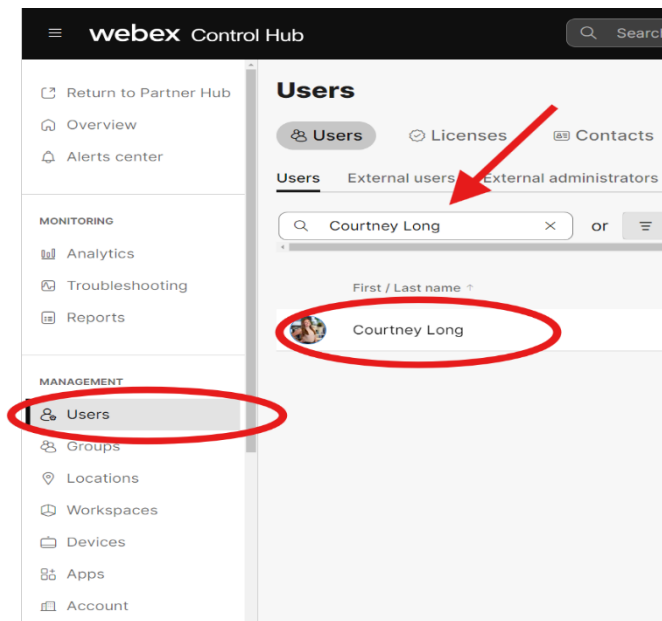 webex Control Hub
Search
Return to Partner Hub
Overview
Alerts center
MONITORING
Analytics
Troubleshooting
Reports
MANAGEMENT
Users
Groups
Locations
Workspaces
Devices
Apps
Account
Users
Users Licenses Contacts
Users External users External administrators
Courtney Long or
First / Last name ↑
Courtney Long